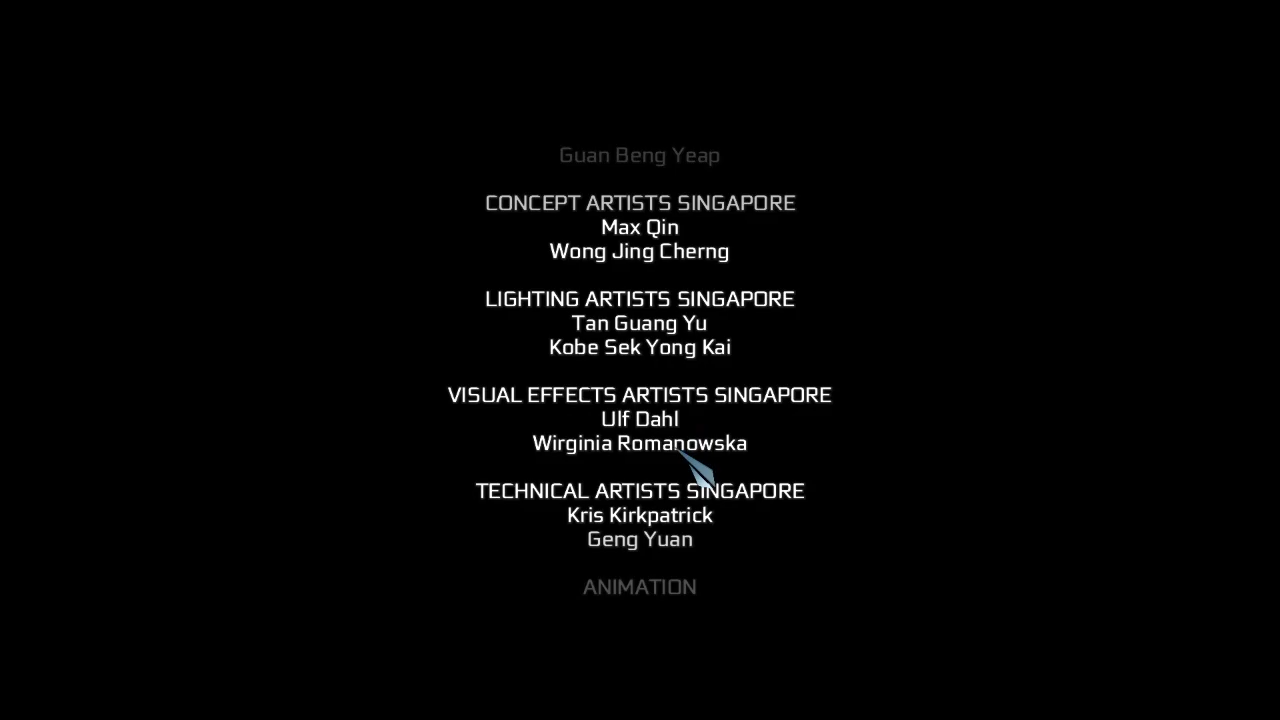 Guan Beng Yeap
CONCEPT ARTISTS SINGAPORE
Max Qin
Wong Jing Cherng
LIGHTING ARTISTS SINGAPORE
Tan Guang Yu
Kobe Sek Yong Kai
VISUAL EFFECTS ARTISTS SINGAPORE
Ulf Dahl
Wirginia Romanowska
TECHNICAL ARTISTS SINGAPORE
Kris Kirkpatrick
Geng Yuan
ANIMATION